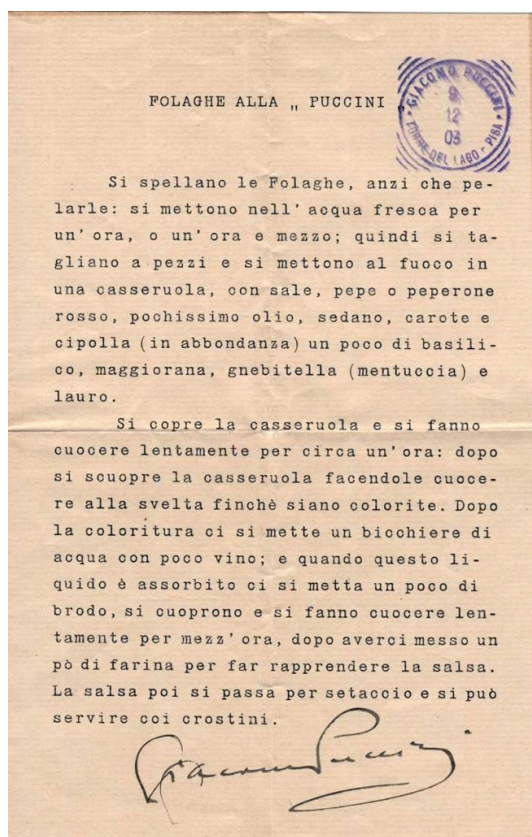 FOLAGHE ALLA „ PUCCINI „
GIACOMO PUCCINI
9
12
03
TORRE DEL LAGO - PISA
Si spellano le Folaghe, anzi che pe-
larle: si mettono nell'acqua fresca per
un'ora, o un'ora e mezzo; quindi si ta-
gliano a pezzi e si mettono al fuoco in
una casseruola, con sale, pepe o peperone
rosso, pochissimo olio, sedano, carote e
cipolla (in abbondanza) un poco di basili-
co, maggiorana, gnebitella (mentuccia) e
lauro.
Si copre la casseruola e si fanno
cuocere lentamente per circa un'ora: dopo
si scuopre la casseruola facendole cuoce-
re alla svelta finchè siano colorite. Dopo
la coloritura ci si mette un bicchiere di
acqua con poco vino; e quando questo li-
quido è assorbito ci si metta un poco di
brodo, si cuoprono e si fanno cuocere len-
tamente per mezz'ora, dopo averci messo un
pò di farina per far rapprendere la salsa.
La salsa poi si passa per setaccio e si può
servire coi crostini.
Giacomo Puccini